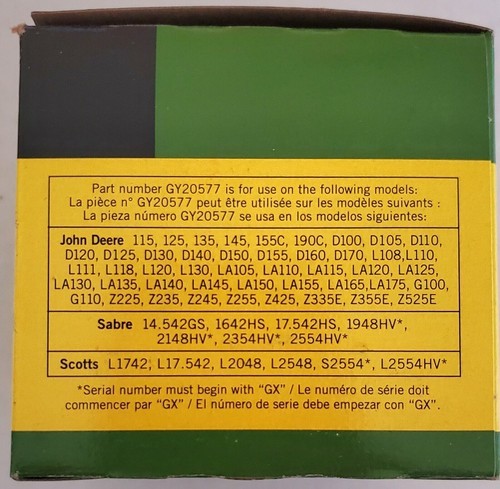 Part number GY20577 is for use on the following models:
La pièce n° GY20577 peut être utilisée sur les modèles suivants :
La pieza número GY20577 se usa en los modelos siguientes:
John Deere 115, 125, 135, 145, 155C, 190C, D100, D105, D110,
D120, D125, D130, D140, D150, D155, D160, D170, L108,L110,
L111, L118, L120, L130, LA105, LA110, LA115, LA120, LA125,
LA130, LA135, LA140, LA145, LA150, LA155, LA165,LA175, G100,
G110, Z225, Z235, Z245, Z255, Z425, Z335E, Z355E, Z525E
Sabre 14.542GS, 1642HS, 17.542HS, 1948HV*,
2148HV*, 2354HV*, 2554HV*
Scotts L1742, L17.542, L2048, L2548, S2554*, L2554HV*
*Serial number must begin with “GX” / Le numéro de série doit
commencer par “GX” / El número de serie debe empezar con “GX”.